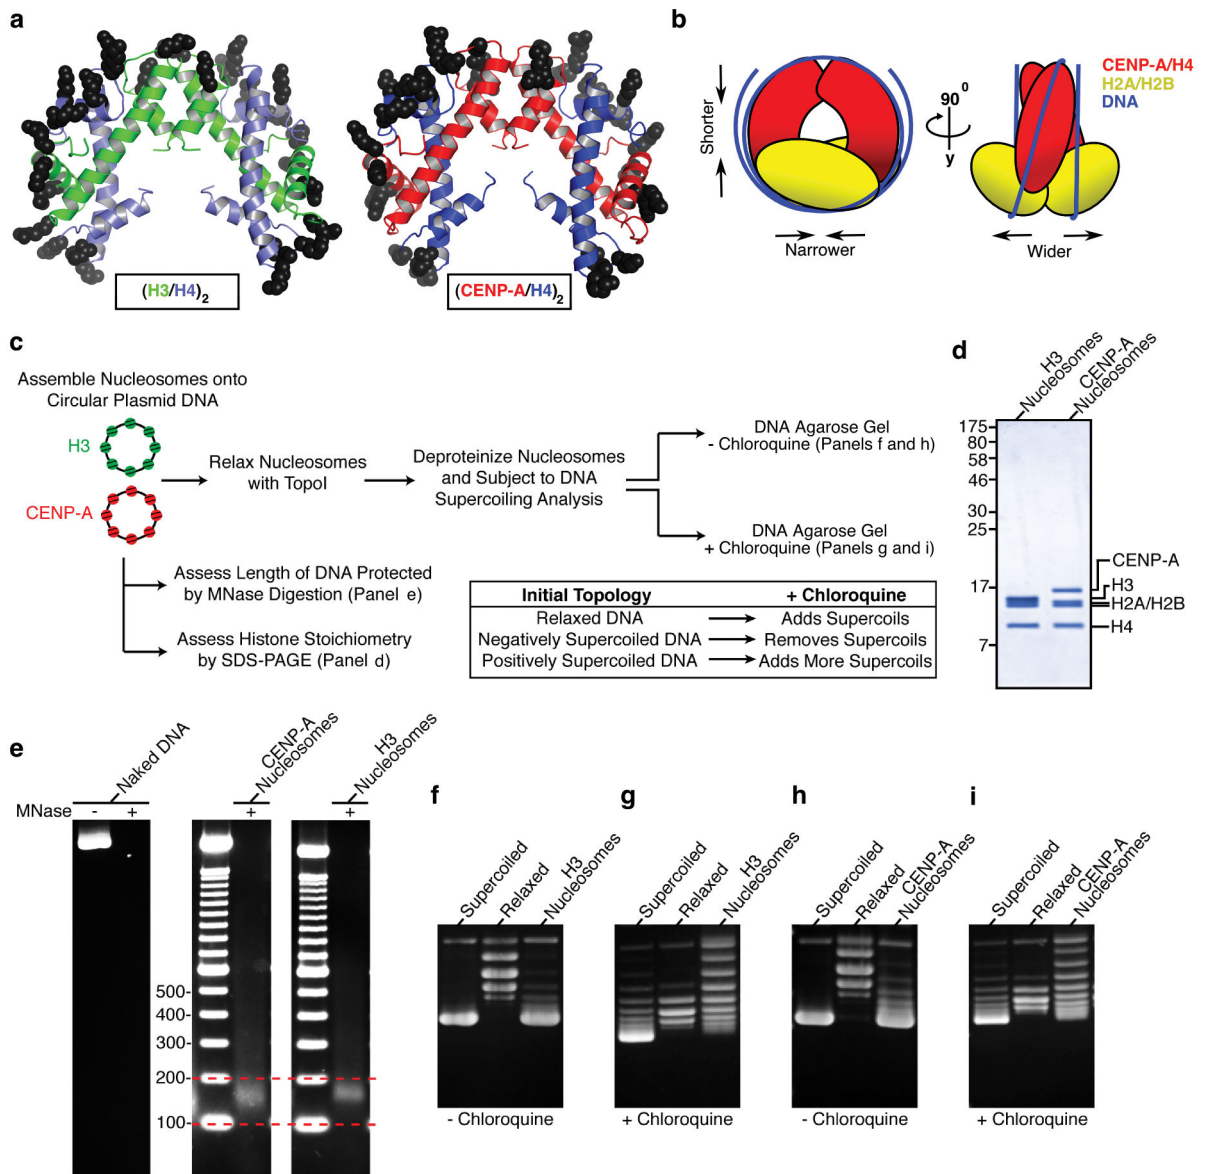 a
(H3/H4)2
(CENP-A/H4)2
b
Shorter
Narrower
90 0
y
Wider
CENP-A/H4
H2A/H2B
DNA
c
Assemble Nucleosomes onto
Circular Plasmid DNA
H3
CENP-A
Relax Nucleosomes
with TopoI
Deproteinize Nucleosomes
and Subject to DNA
Supercoiling Analysis
DNA Agarose Gel
- Chloroquine (Panels f and h)
DNA Agarose Gel
+ Chloroquine (Panels g and i)
Assess Length of DNA Protected
by MNase Digestion (Panel e)
Assess Histone Stoichiometry
by SDS-PAGE (Panel d)
Initial Topology + Chloroquine
Relaxed DNA Adds Supercoils
Negatively Supercoiled DNA Removes Supercoils
Positively Supercoiled DNA Adds More Supercoils
d
H3
Nucleosomes
CENP-A
Nucleosomes
175-
80-
58-
46-
30-
25-
17-
7-
CENP-A
H3
H2A/H2B
H4
e
Naked DNA
CENP-A
Nucleosomes
H3
Nucleosomes
MNase - + + +
500-
400-
300-
200-
100-
f
Supercoiled
Relaxed
H3
Nucleosomes
- Chloroquine
g
Supercoiled
Relaxed
H3
Nucleosomes
+ Chloroquine
h
Supercoiled
Relaxed
CENP-A
Nucleosomes
- Chloroquine
i
Supercoiled
Relaxed
CENP-A
Nucleosomes
+ Chloroquine